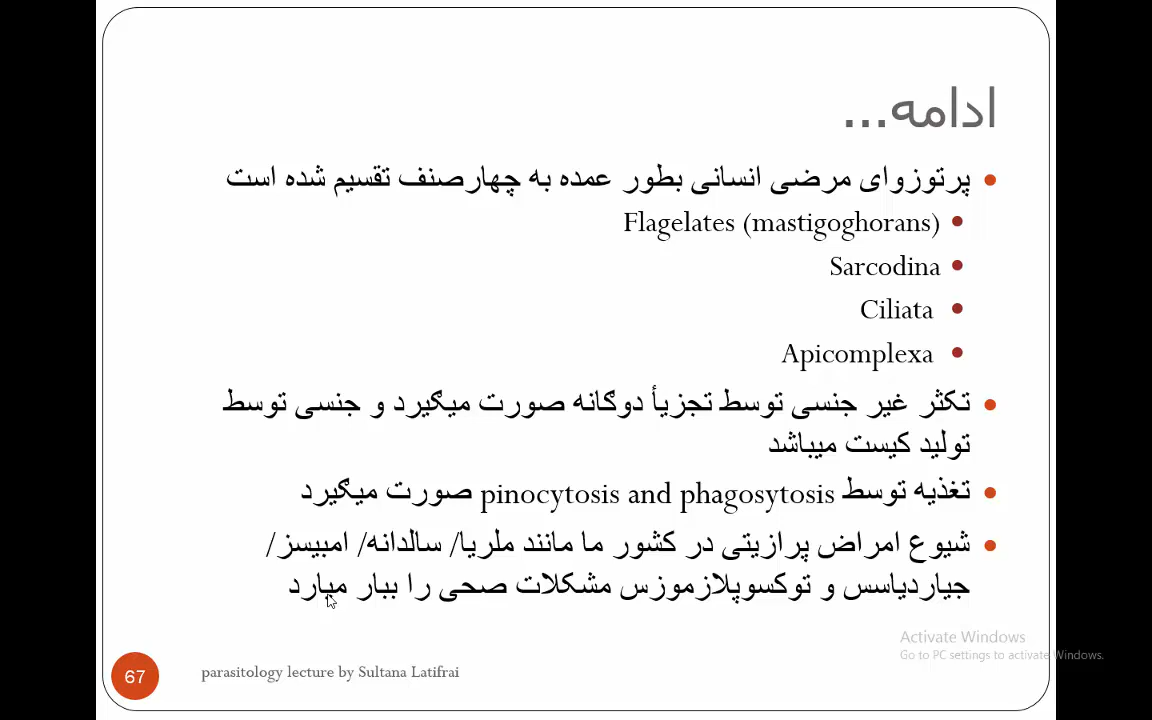 ادامه...
پرتوزوای مرضی انسانی بطور عمده به چهارصنف تقسیم شده است
Flagelates (mastigoghorans)
Sarcodina
Ciliata
Apicomplexa
تکثر غیر جنسی توسط تجزیأ دوګانه صورت میګیرد و جنسی توسط
تولید کیست میباشد
تغذیه توسط pinocytosis and phagosytosis صورت میګیرد
شیوع امراض پرازیتی در کشور ما مانند ملریا/ سالدانه/ امبیسز/
جیاردیاسس و توکسوپلازموزس مشکلات صحی را ببار میارد
Activate Windows
Go to PC settings to activate Windows.
67
parasitology lecture by Sultana Latifrai